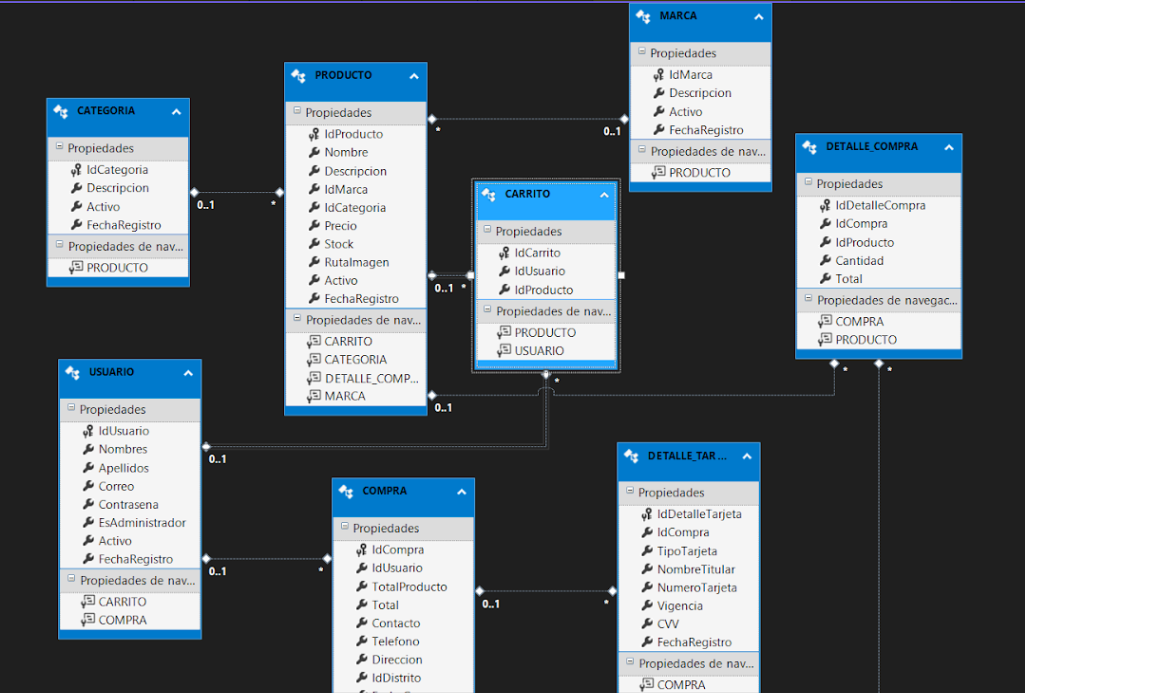 MARCA
Propiedades
IdMarca
Descripcion
Activo
FechaRegistro
Propiedades de nav...
PRODUCTO
PRODUCTO
Propiedades
IdProducto
Nombre
Descripcion
IdMarca
IdCategoria
Precio
Stock
RutaImagen
Activo
FechaRegistro
Propiedades de nav...
CARRITO
CATEGORIA
DETALLE_COMP...
MARCA
CATEGORIA
Propiedades
IdCategoria
Descripcion
Activo
FechaRegistro
Propiedades de nav...
PRODUCTO
* 0..1
0..1 *
CARRITO
Propiedades
IdCarrito
IdUsuario
IdProducto
Propiedades de nav...
PRODUCTO
USUARIO
0..1 *
DETALLE_COMPRA
Propiedades
IdDetalleCompra
IdCompra
IdProducto
Cantidad
Total
Propiedades de navegac...
COMPRA
PRODUCTO
* *
*
0..1
USUARIO
Propiedades
IdUsuario
Nombres
Apellidos
Correo
Contrasena
EsAdministrador
Activo
FechaRegistro
Propiedades de nav...
CARRITO
COMPRA
0..1
0..1 *
COMPRA
Propiedades
IdCompra
IdUsuario
TotalProducto
Total
Contacto
Telefono
Direccion
IdDistrito
0..1 *
DETALLE_TAR...
Propiedades
IdDetalleTarjeta
IdCompra
TipoTarjeta
NombreTitular
NumeroTarjeta
Vigencia
CVV
FechaRegistro
Propiedades de nav...
COMPRA